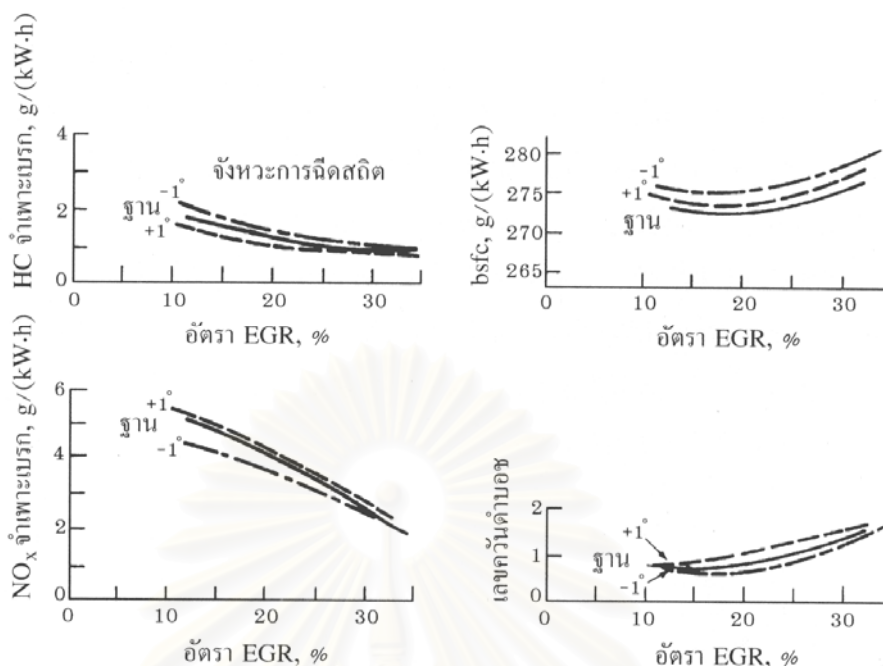 HC จำเพาะเบรก, g/(kW·h)
4
2
0
จังหวะการฉีดสถิต
-1°
ฐาน
+1°
0 10 20 30
อัตรา EGR, %
bsfc, g/(kW·h)
280
275
270
265
-1°
+1°
ฐาน
0 10 20 30
อัตรา EGR, %
NOx จำเพาะเบรก, g/(kW·h)
6
4
2
0
+1°
ฐาน
-1°
0 10 20 30
อัตรา EGR, %
เลขควันดำบอช
2
1
0
+1°
ฐาน
-1°
0 10 20 30
อัตรา EGR, %